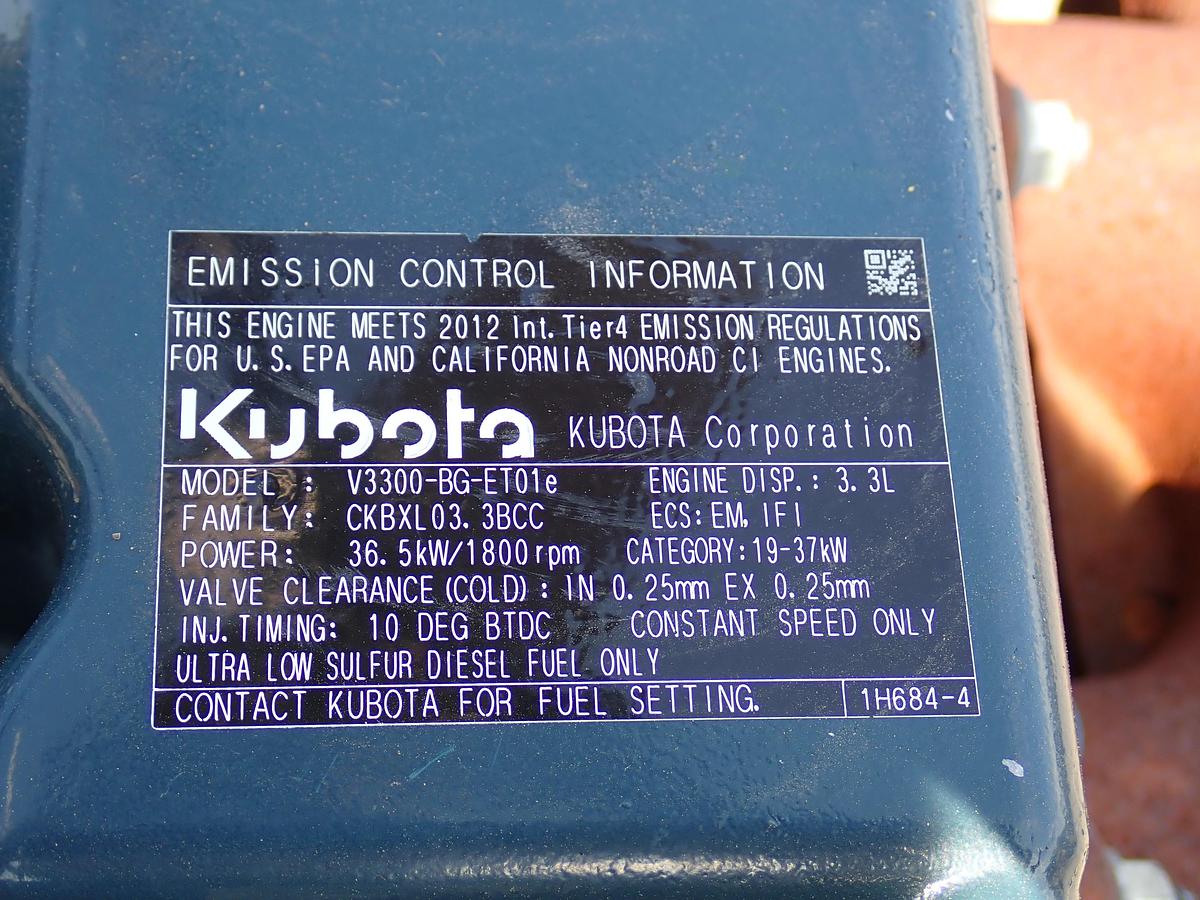 EMISSION CONTROL INFORMATION
THIS ENGINE MEETS 2012 Int. Tier4 EMISSION REGULATIONS
FOR U.S. EPA AND CALIFORNIA NONROAD CI ENGINES.
Kubota KUBOTA Corporation
MODEL : V3300-BG-ET01e ENGINE DISP.: 3.3L
FAMILY: CKBXL03.3BCC ECS: EM, IFI
POWER: 36.5kW/1800rpm CATEGORY: 19-37kW
VALVE CLEARANCE (COLD) : IN 0.25mm EX 0.25mm
INJ. TIMING: 10 DEG BTDC CONSTANT SPEED ONLY
ULTRA LOW SULFUR DIESEL FUEL ONLY
CONTACT KUBOTA FOR FUEL SETTING. 1H684-4